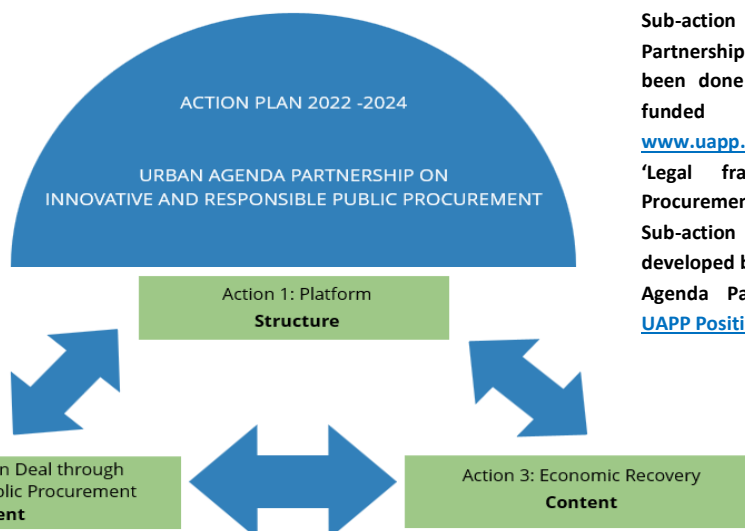 ACTION PLAN 2022 -2024
URBAN AGENDA PARTNERSHIP ON
INNOVATIVE AND RESPONSIBLE PUBLIC PROCUREMENT
Action 1: Platform
Structure
n Deal through
blic Procurement
ent
Action 3: Economic Recovery
Content
Sub-action
Partnership
been done
funded
www.uapp.
‘Legal fra
Procuremen
Sub-action
developed b
Agenda Pa
UAPP Positi